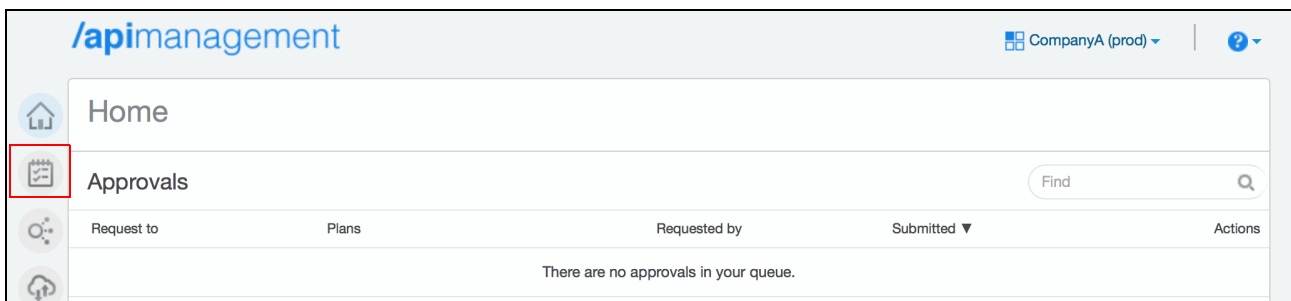 /apimanagement
CompanyA (prod)
?
Home
Approvals
Find
Request to Plans Requested by Submitted ▼ Actions
There are no approvals in your queue.